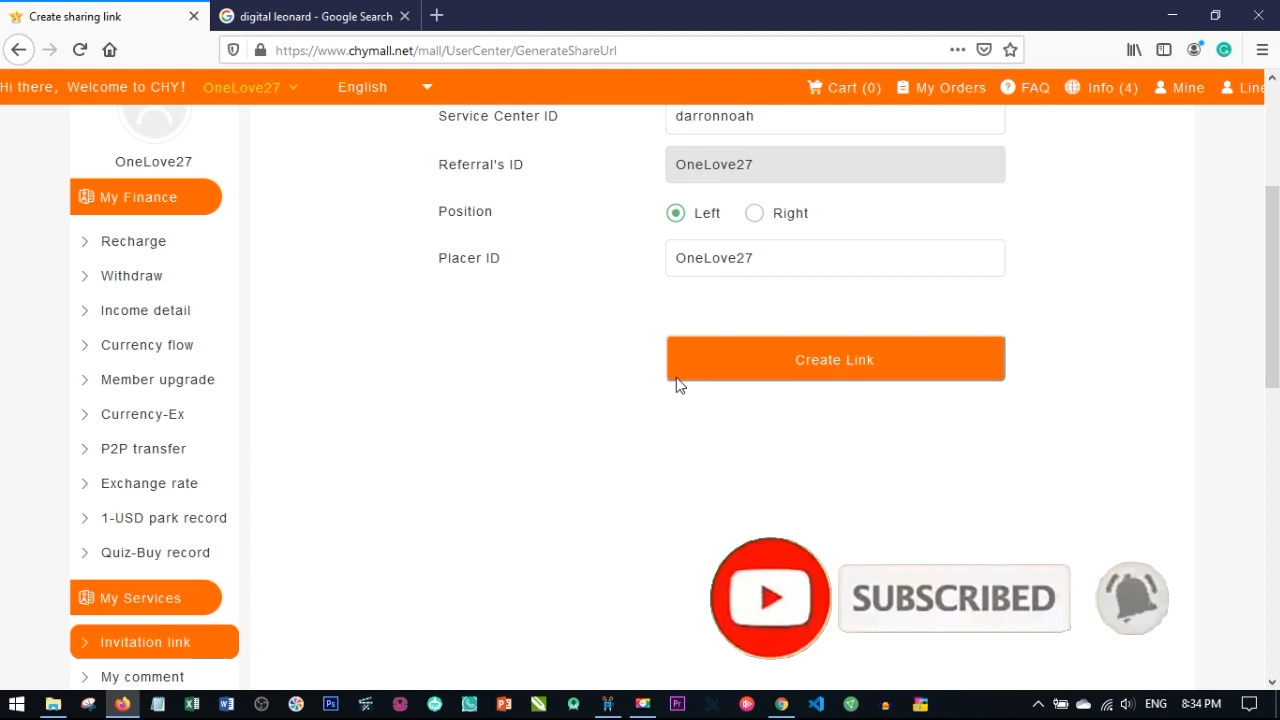 Create sharing link
digital leonard - Google Search
https://www.chymall.net/mall/UserCenter/GenerateShareUrl
Hi there, Welcome to CHY! OneLove27 English Cart (0) My Orders FAQ Info (4) Mine Line
OneLove27
My Finance
Recharge
Withdraw
Income detail
Currency flow
Member upgrade
Currency-Ex
P2P transfer
Exchange rate
1-USD park record
Quiz-Buy record
My Services
Invitation link
My comment
Service Center ID darronnoah
Referral's ID OneLove27
Position Left Right
Placer ID OneLove27
Create Link
SUBSCRIBED
ENG 8:34 PM